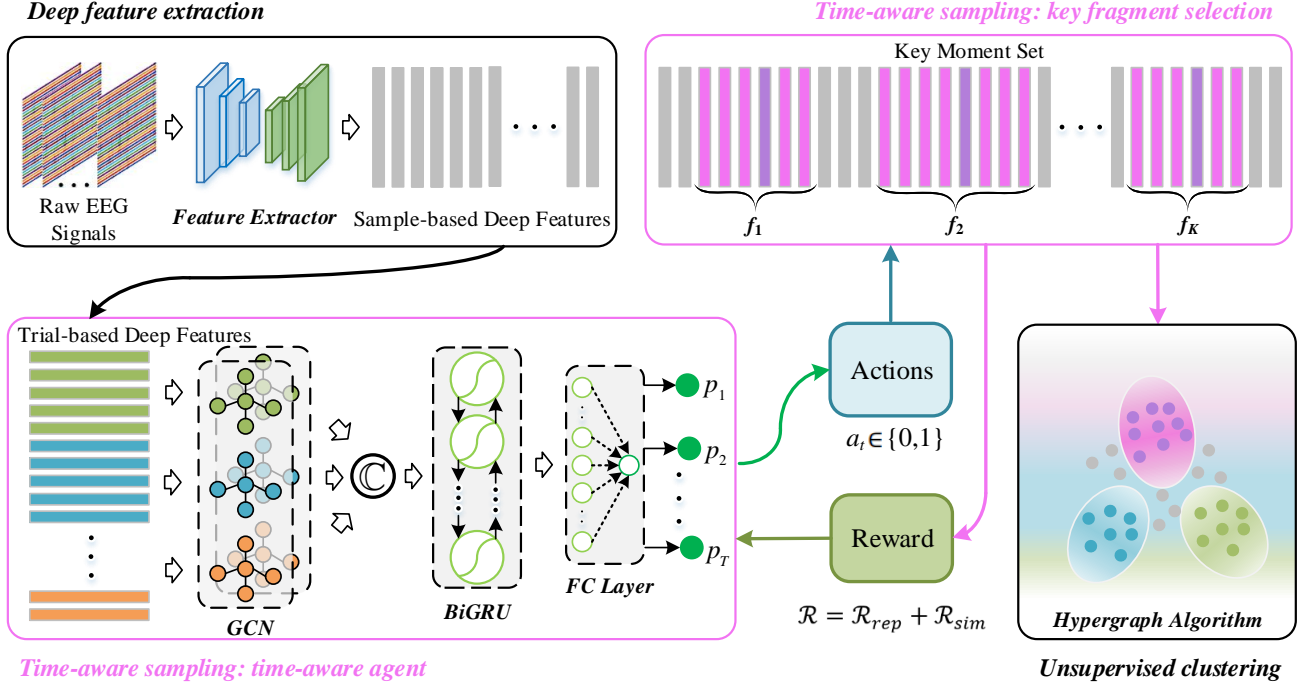 Deep feature extraction
Time-aware sampling: key fragment selection
Raw EEG
Signals
Feature Extractor
Sample-based Deep Features
Key Moment Set
f1
f2
fK
Trial-based Deep Features
GCN
ℂ
BiGRU
FC Layer
p1
p2
pT
Actions
at∈{0,1}
Reward
ℛ = ℛrep + ℛsim
Hypergraph Algorithm
Time-aware sampling: time-aware agent
Unsupervised clustering